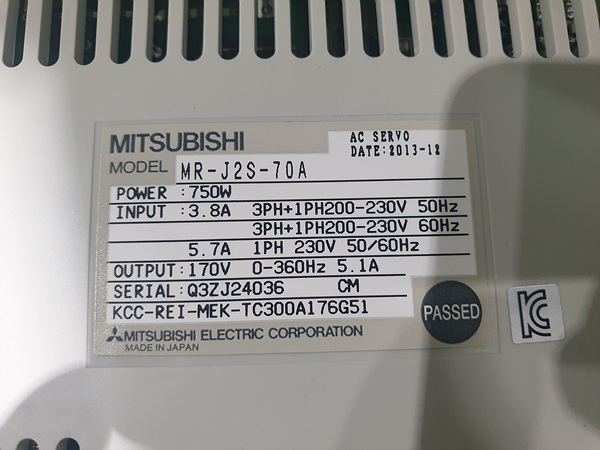 MITSUBISHI
AC SERVO
DATE:2013-12
MODEL MR-J2S-70A
POWER :750W
INPUT :3.8A 3PH+1PH200-230V 50Hz
3PH+1PH200-230V 60Hz
5.7A 1PH 230V 50/60Hz
OUTPUT:170V 0-360Hz 5.1A
SERIAL:Q3ZJ24036 CM
KCC-REI-MEK-TC300A176G51
PASSED
MITSUBISHI ELECTRIC CORPORATION
MADE IN JAPAN